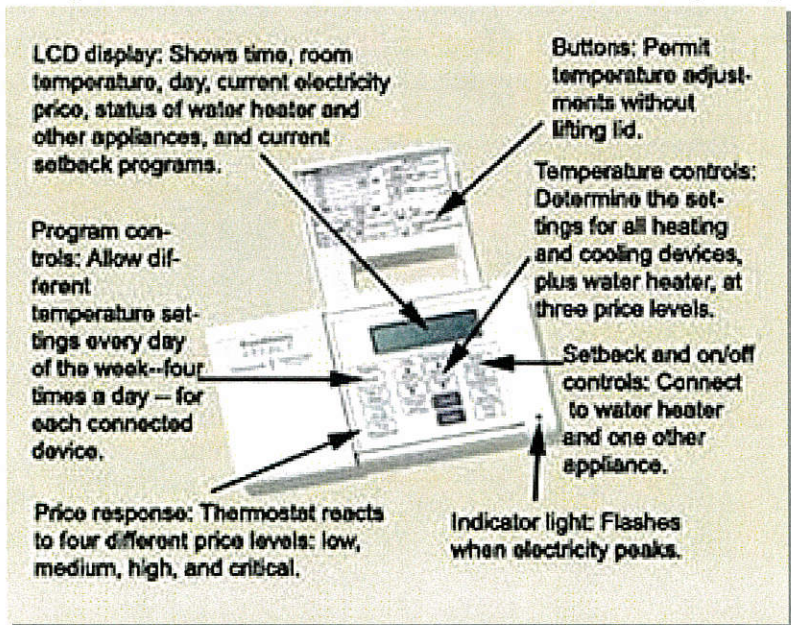 LCD display: Shows time, room
temperature, day, current electricity
price, status of water heater and
other appliances, and current
setback programs.
Buttons: Permit
temperature adjust-
ments without
lifting lid.
Temperature controls:
Determine the set-
tings for all heating
and cooling devices,
plus water heater, at
three price levels.
Program con-
trols: Allow dif-
ferent
temperature set-
tings every day
of the week--four
times a day -- for
each connected
device.
Setback and on/off
controls: Connect
to water heater
and one other
appliance.
Price response: Thermostat reacts
to four different price levels: low,
medium, high, and critical.
Indicator light: Flashes
when electricity peaks.